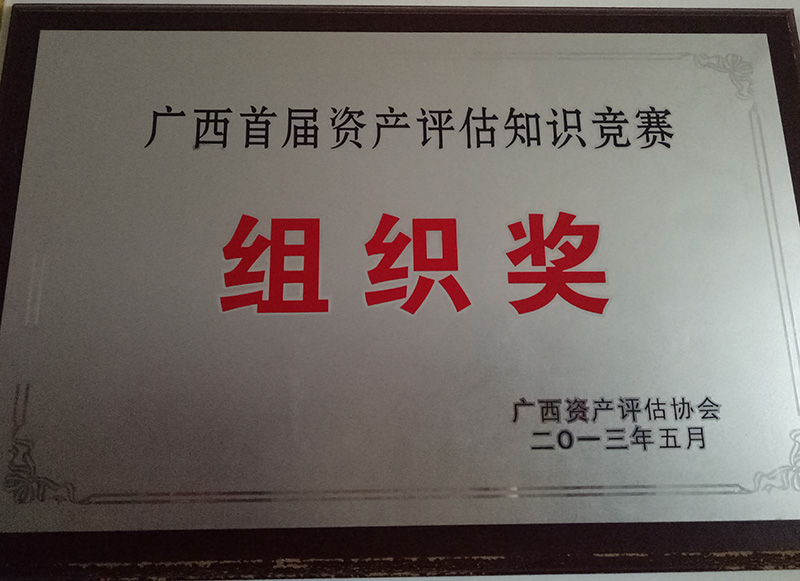 广西首届资产评估知识竞赛
组织奖
广西资产评估协会
二O一三年五月